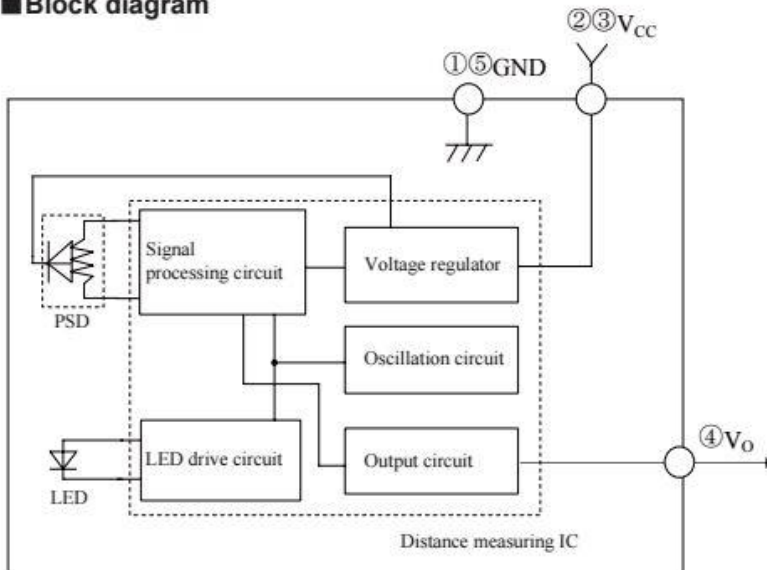 ■Block diagram
②③VCC
①⑤GND
Signal
processing circuit
Voltage regulator
PSD
Oscillation circuit
④VO
LED drive circuit
Output circuit
LED
Distance measuring IC